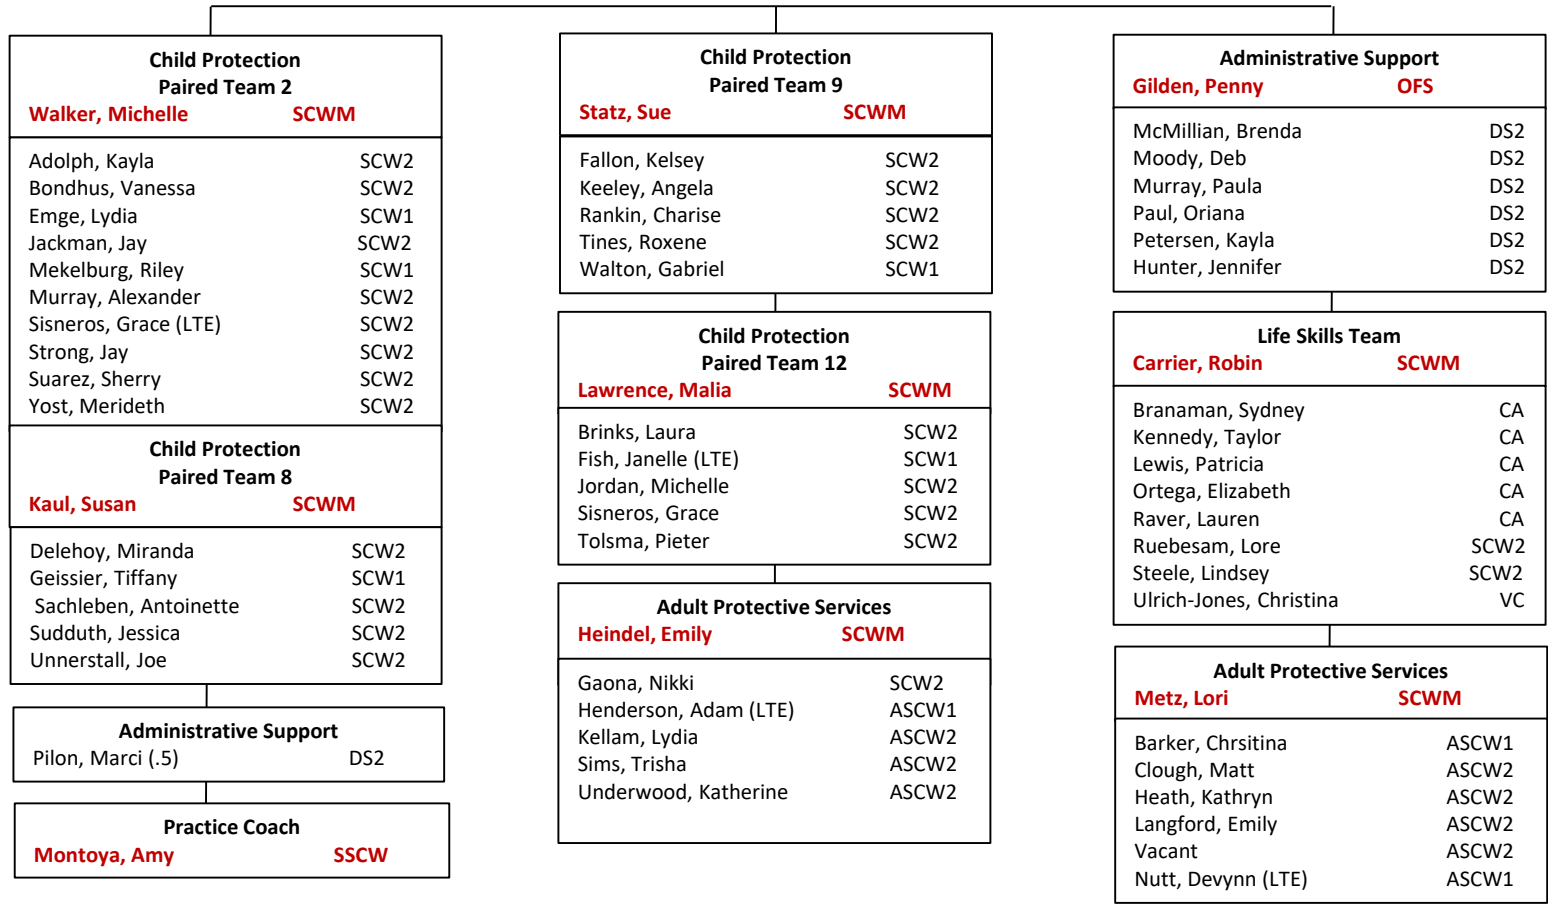 Child Protection
Paired Team 2
Walker, Michelle SCWM
Adolph, Kayla SCW2
Bondhus, Vanessa SCW2
Emge, Lydia SCW1
Jackman, Jay SCW2
Mekelburg, Riley SCW1
Murray, Alexander SCW2
Sisneros, Grace (LTE) SCW2
Strong, Jay SCW2
Suarez, Sherry SCW2
Yost, Merideth SCW2
Child Protection
Paired Team 8
Kaul, Susan SCWM
Delehoy, Miranda SCW2
Geissier, Tiffany SCW1
Sachleben, Antoinette SCW2
Sudduth, Jessica SCW2
Unnerstall, Joe SCW2
Administrative Support
Pilon, Marci (.5) DS2
Practice Coach
Montoya, Amy SSCW
Child Protection
Paired Team 9
Statz, Sue SCWM
Fallon, Kelsey SCW2
Keeley, Angela SCW2
Rankin, Charise SCW2
Tines, Roxene SCW2
Walton, Gabriel SCW1
Child Protection
Paired Team 12
Lawrence, Malia SCWM
Brinks, Laura SCW2
Fish, Janelle (LTE) SCW1
Jordan, Michelle SCW2
Sisneros, Grace SCW2
Tolsma, Pieter SCW2
Adult Protective Services
Heindel, Emily SCWM
Gaona, Nikki SCW2
Henderson, Adam (LTE) ASCW1
Kellam, Lydia ASCW2
Sims, Trisha ASCW2
Underwood, Katherine ASCW2
Administrative Support
Gilden, Penny OFS
McMillian, Brenda DS2
Moody, Deb DS2
Murray, Paula DS2
Paul, Oriana DS2
Petersen, Kayla DS2
Hunter, Jennifer DS2
Life Skills Team
Carrier, Robin SCWM
Branaman, Sydney CA
Kennedy, Taylor CA
Lewis, Patricia CA
Ortega, Elizabeth CA
Raver, Lauren CA
Ruebesam, Lore SCW2
Steele, Lindsey SCW2
Ulrich-Jones, Christina VC
Adult Protective Services
Metz, Lori SCWM
Barker, Chrsitina ASCW1
Clough, Matt ASCW2
Heath, Kathryn ASCW2
Langford, Emily ASCW2
Vacant ASCW2
Nutt, Devynn (LTE) ASCW1